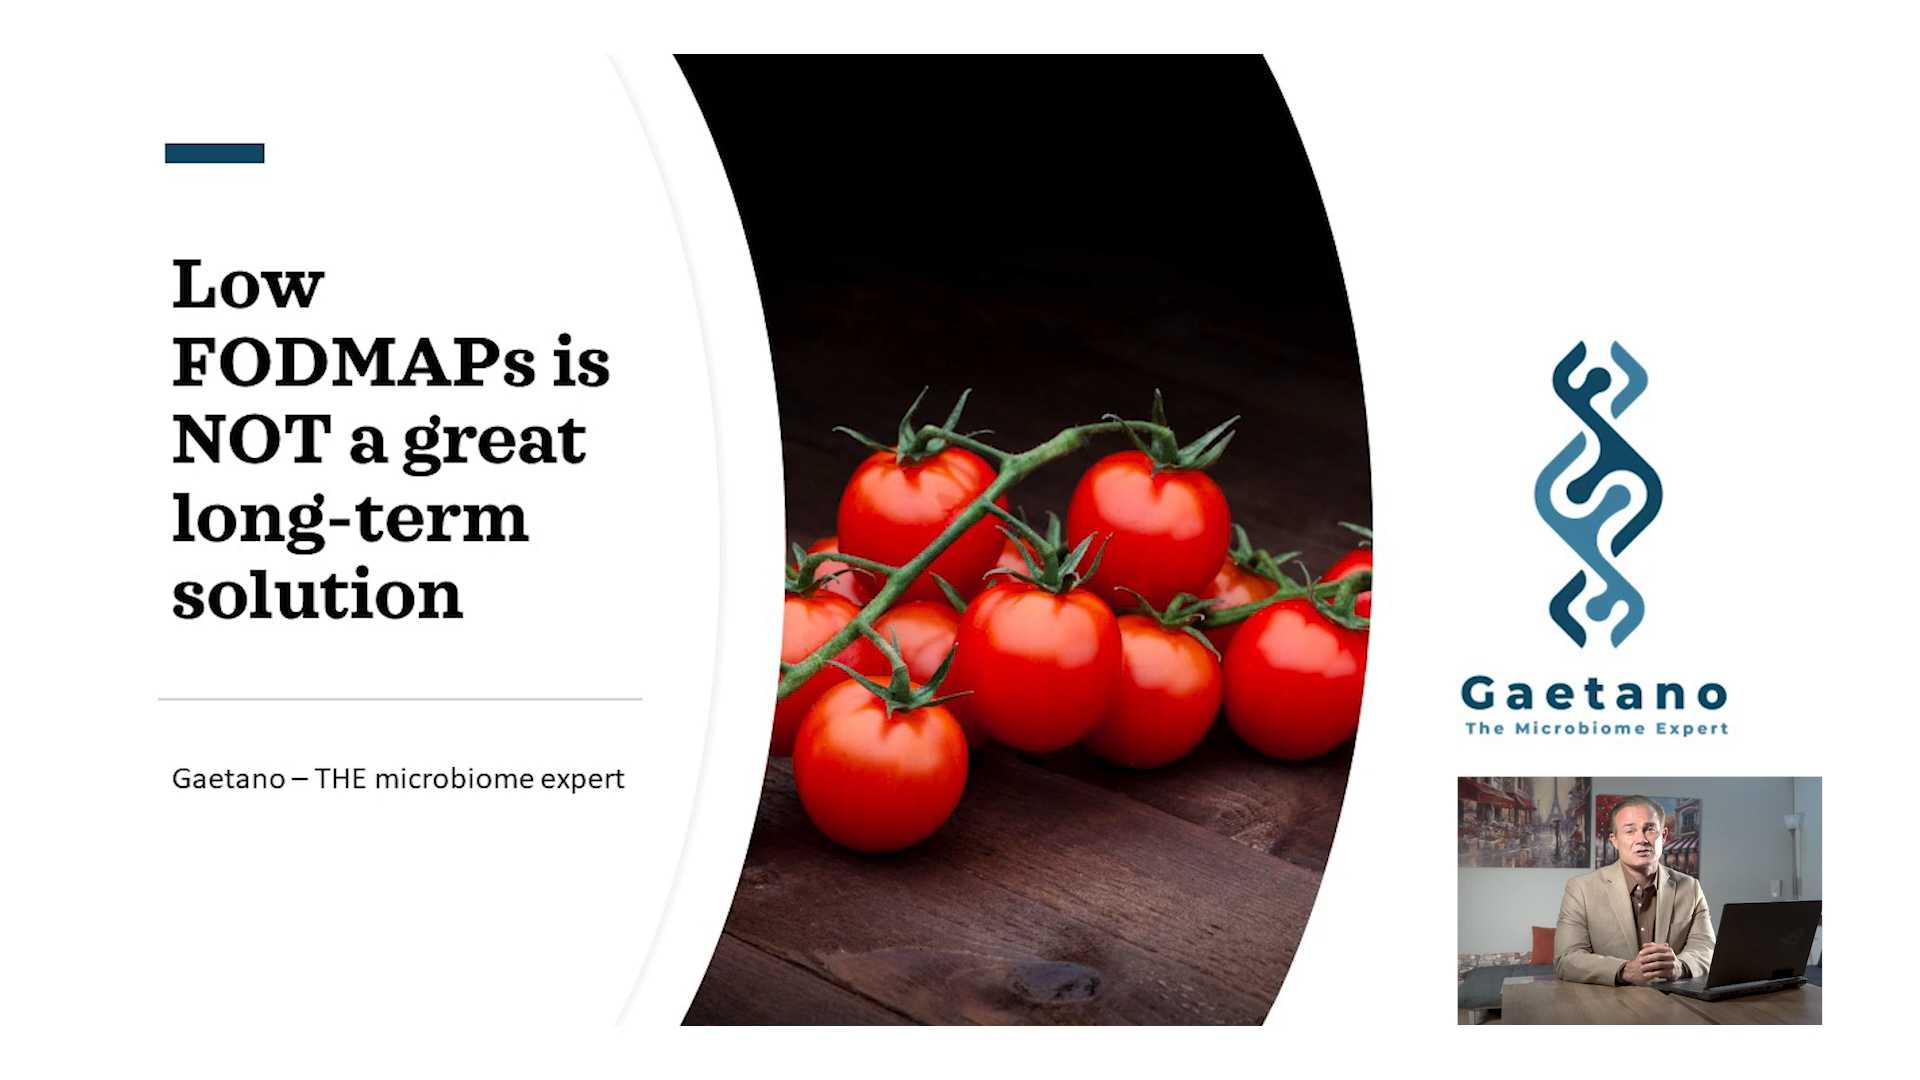 Low
FODMAPs is
NOT a great
long-term
solution
Gaetano – THE microbiome expert
Gaetano
The Microbiome Expert